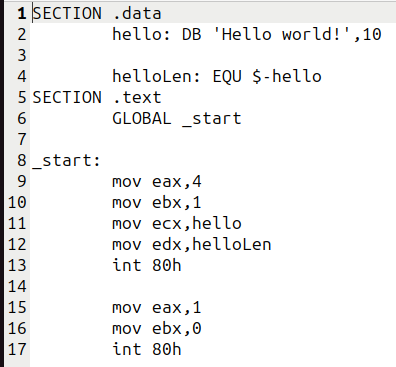 1 SECTION .data
2 hello: DB 'Hello world!',10
3
4 helloLen: EQU $-hello
5 SECTION .text
6 GLOBAL _start
7
8 _start:
9 mov eax,4
10 mov ebx,1
11 mov ecx,hello
12 mov edx,helloLen
13 int 80h
14
15 mov eax,1
16 mov ebx,0
17 int 80h